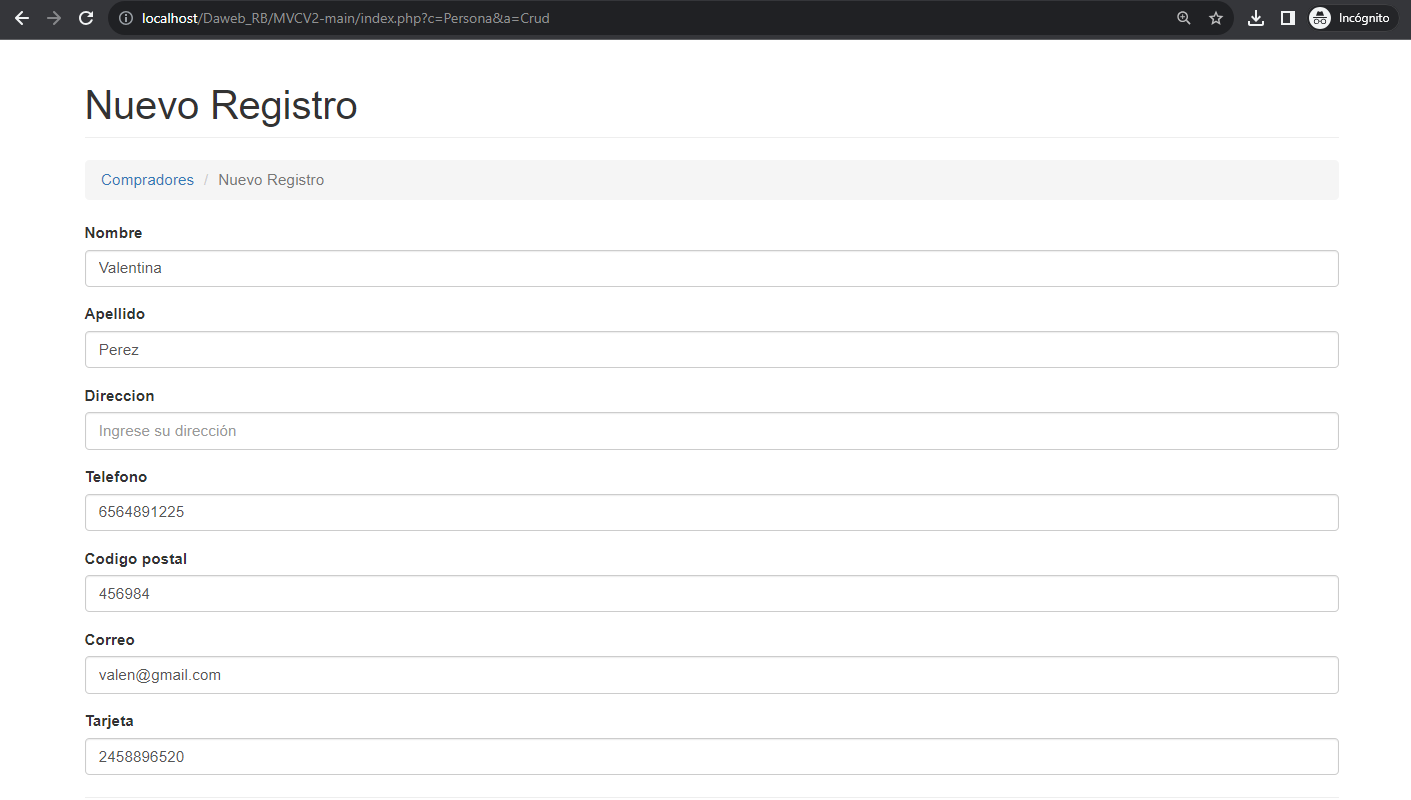 localhost/Daweb_RB/MVCV2-main/index.php?c=Persona&a=Crud
Incógnito
Nuevo Registro
Compradores / Nuevo Registro
Nombre
Valentina
Apellido
Perez
Direccion
Ingrese su dirección
Telefono
6564891225
Codigo postal
456984
Correo
valen@gmail.com
Tarjeta
2458896520